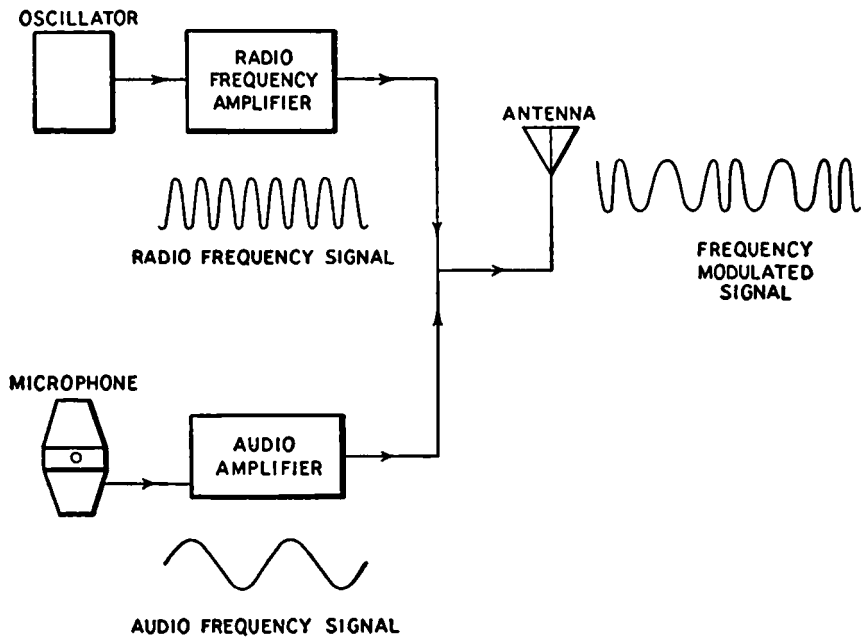 OSCILLATOR
RADIO
FREQUENCY
AMPLIFIER
ANTENNA
RADIO FREQUENCY SIGNAL
FREQUENCY
MODULATED
SIGNAL
MICROPHONE
AUDIO
AMPLIFIER
AUDIO FREQUENCY SIGNAL